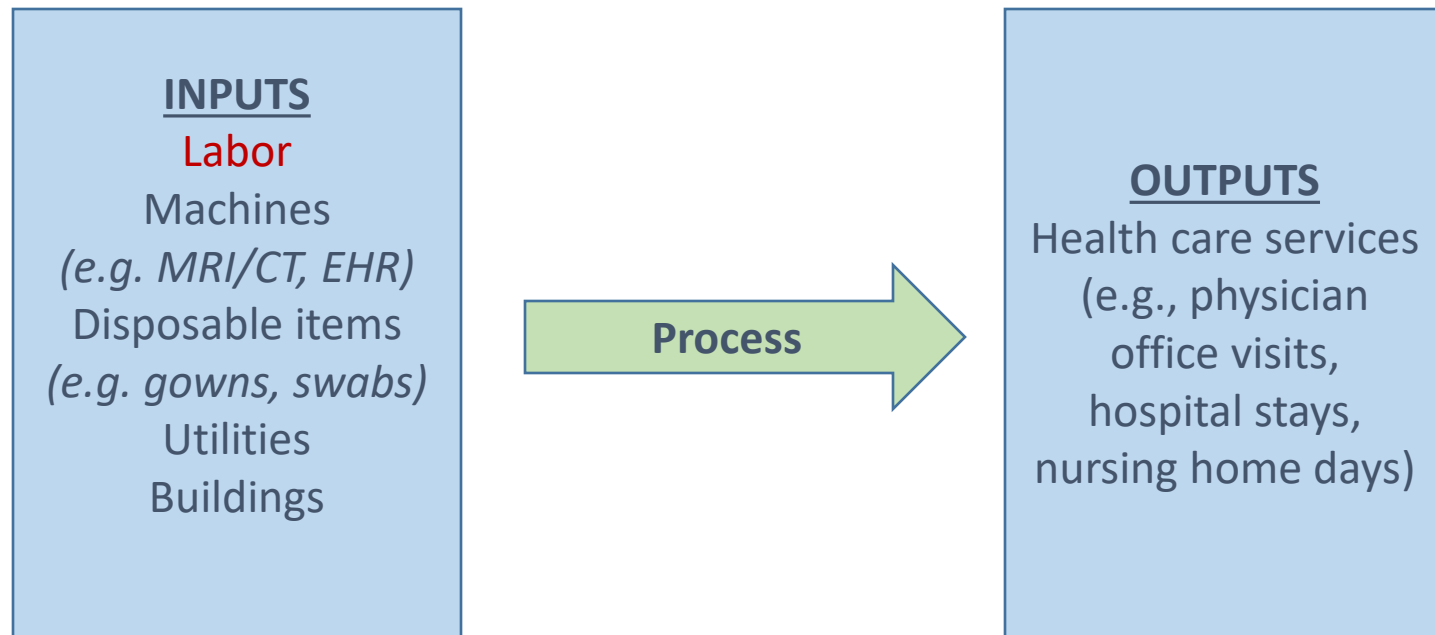 INPUTS
Labor
Machines
(e.g. MRI/CT, EHR)
Disposable items
(e.g. gowns, swabs)
Utilities
Buildings
Process
OUTPUTS
Health care services
(e.g., physician
office visits,
hospital stays,
nursing home days)